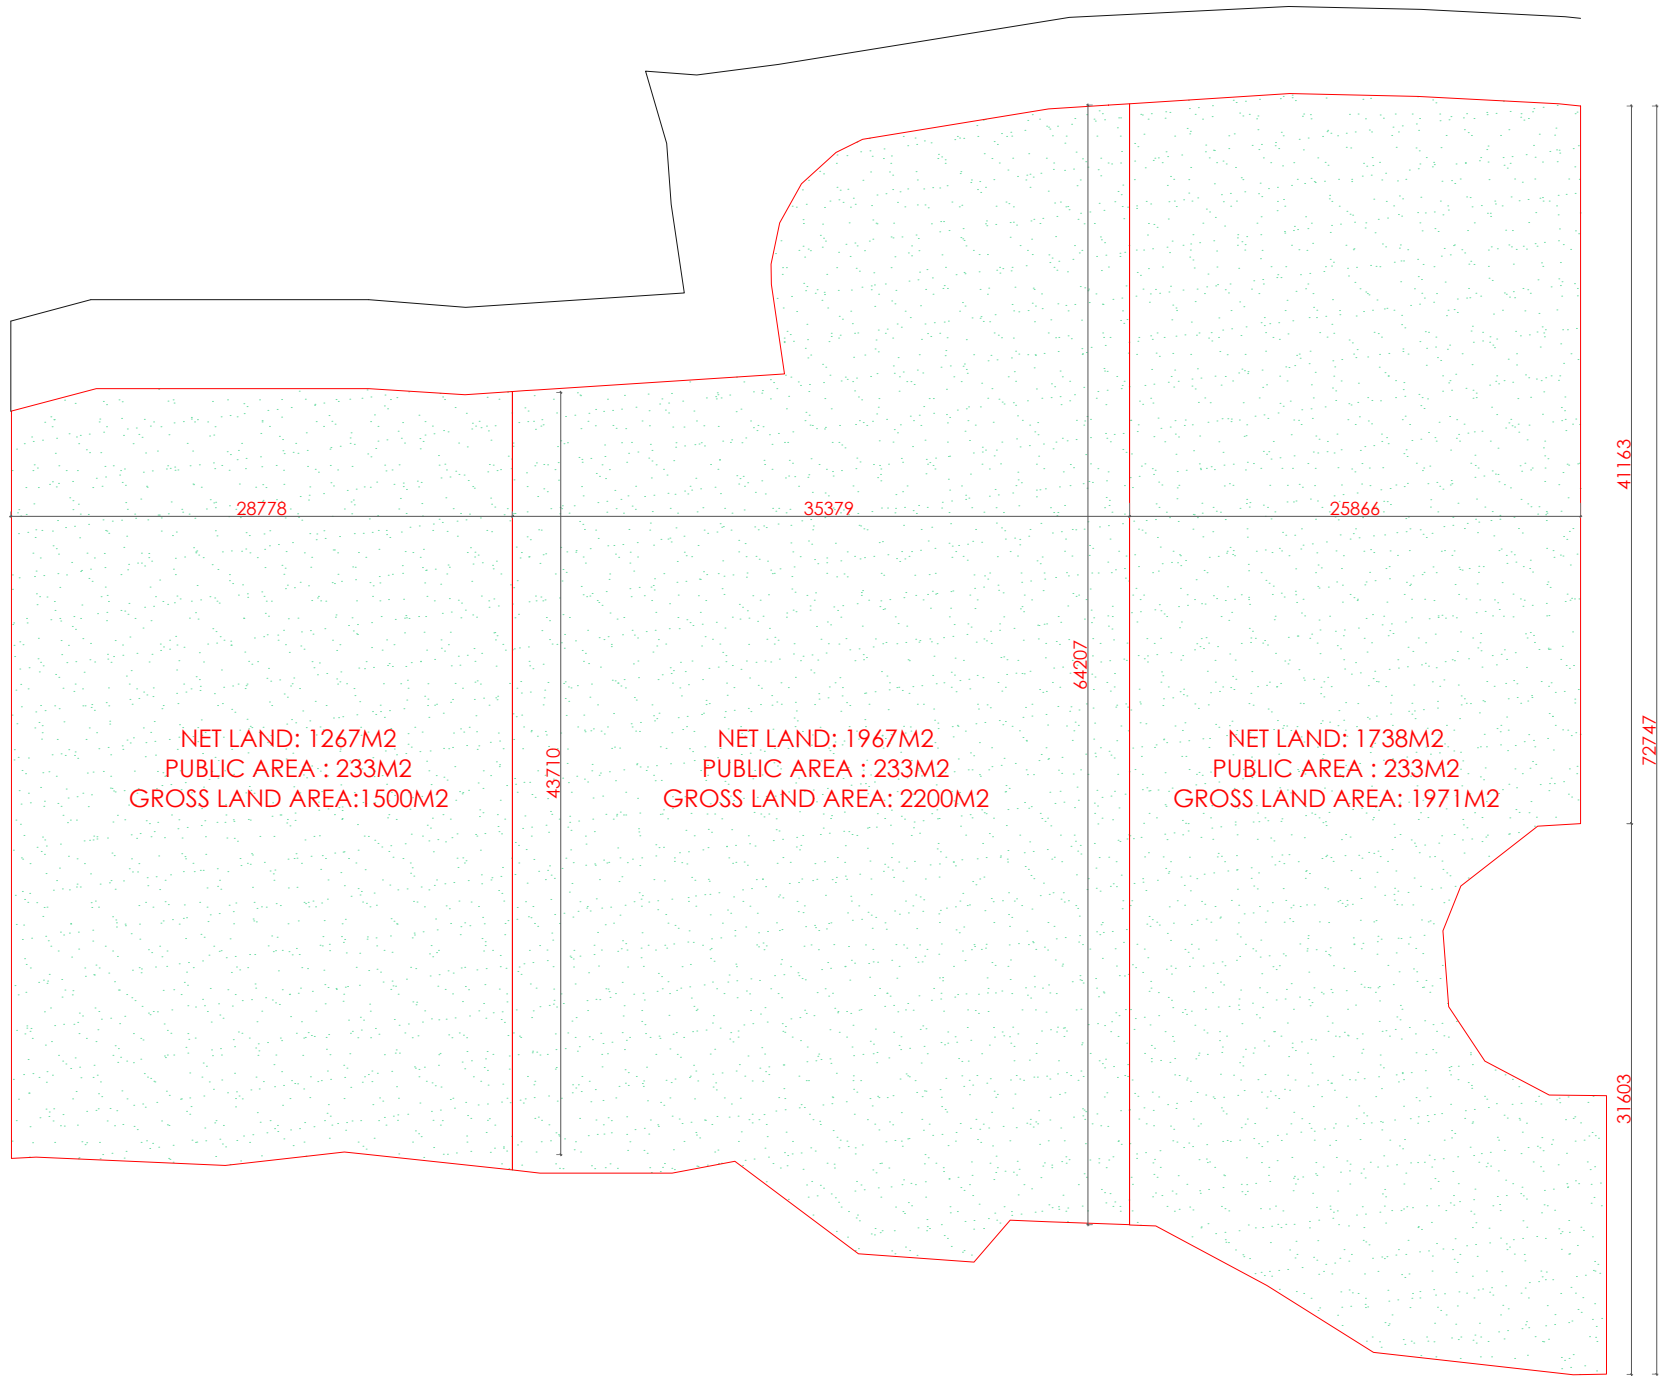 41163
28778
35379
25866
64207
72747
43710
NET LAND: 1267M2
PUBLIC AREA : 233M2
GROSS LAND AREA:1500M2
NET LAND: 1967M2
PUBLIC AREA : 233M2
GROSS LAND AREA: 2200M2
NET LAND: 1738M2
PUBLIC AREA : 233M2
GROSS LAND AREA: 1971M2
31603